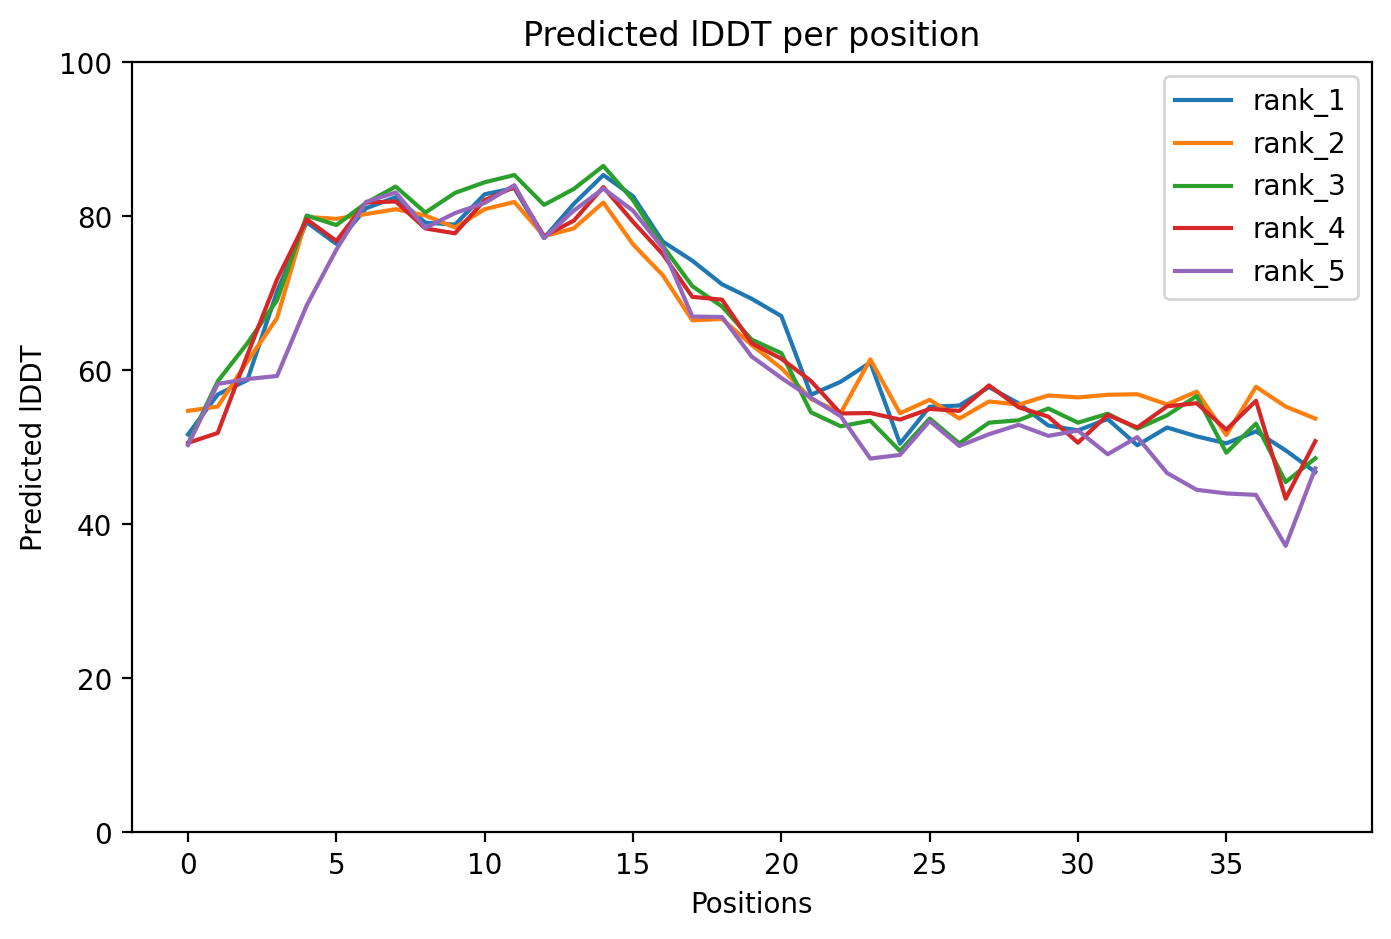 Predicted lDDT per position
100
80
60
40
20
0
Predicted lDDT
rank_1
rank_2
rank_3
rank_4
rank_5
0 5 10 15 20 25 30 35
Positions